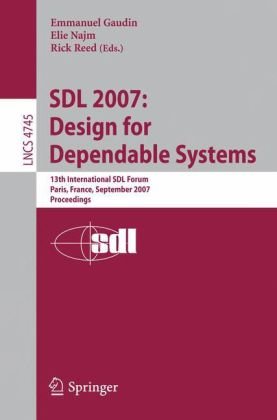 Emmanuel Gaudin
Elie Najm
Rick Reed (Eds.)
LNCS 4745
SDL 2007:
Design for
Dependable Systems
13th International SDL Forum
Paris, France, September 2007
Proceedings
sdl
Springer